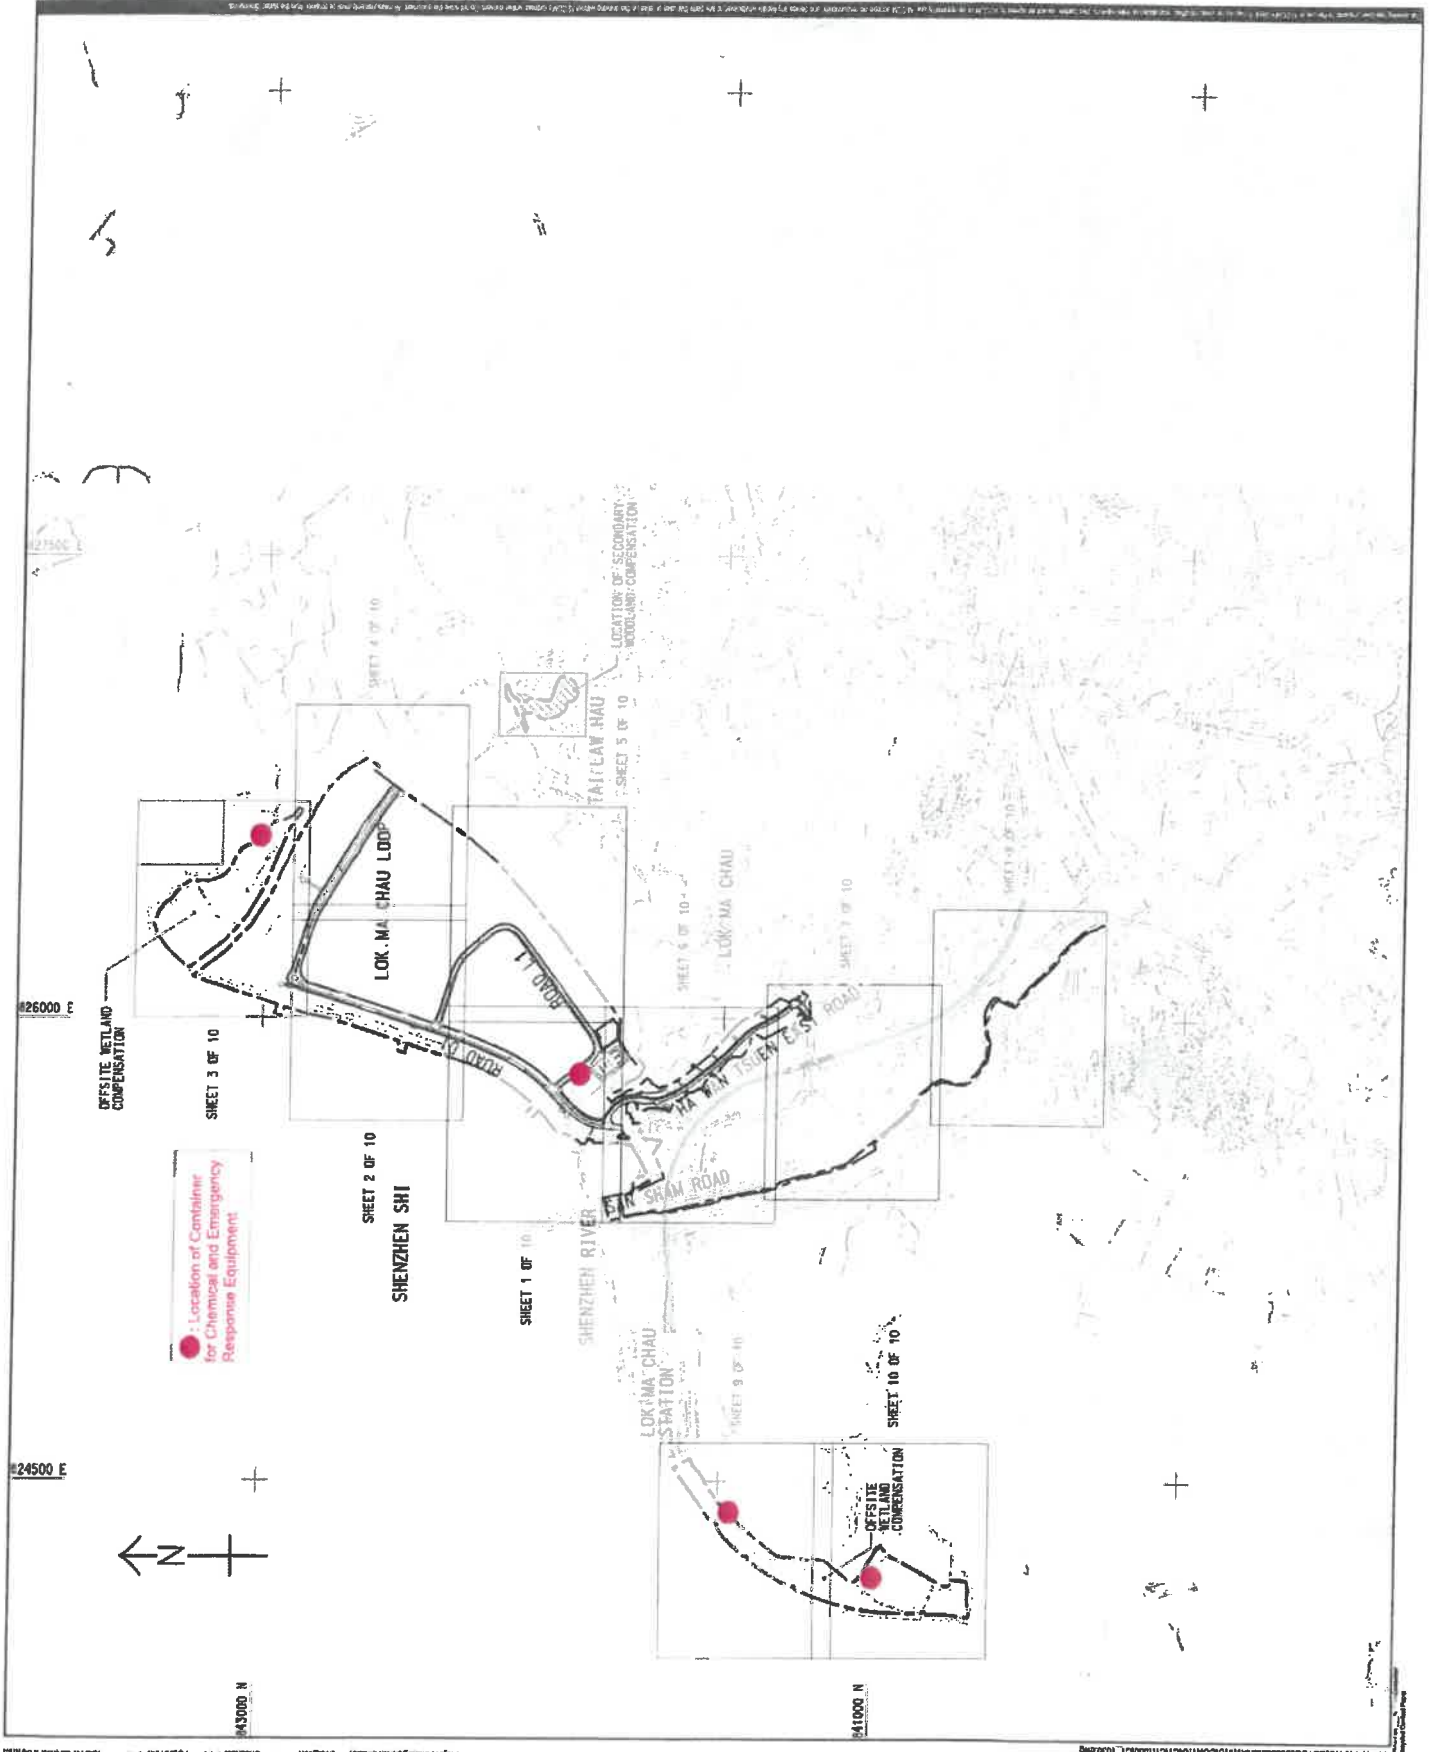 827500 E
826000 E
824500 E
843000 N
841000 N
N
OFFSITE WETLAND
COMPENSATION
SHEET 3 OF 10
: Location of Container
for Chemical and Emergency
Response Equipment
SHEET 4 OF 10
LOK MA CHAU LOOP
ROAD D1
SHEET 2 OF 10
SHENZHEN SHI
ROAD L1
SHEET 1 OF 10
SHENZHEN RIVER
LOCATION OF SECONDARY
WOODLAND COMPENSATION
TAI LAW HAU
SHEET 5 OF 10
SHEET 6 OF 10
LOK MA CHAU
HA WAN TSUEN EAST ROAD
SHEET 7 OF 10
SHEET 8 OF 10
SAN SHAM ROAD
LOK MA CHAU
STATION
SHEET 9 OF 10
SHEET 10 OF 10
OFFSITE
WETLAND
COMPENSATION